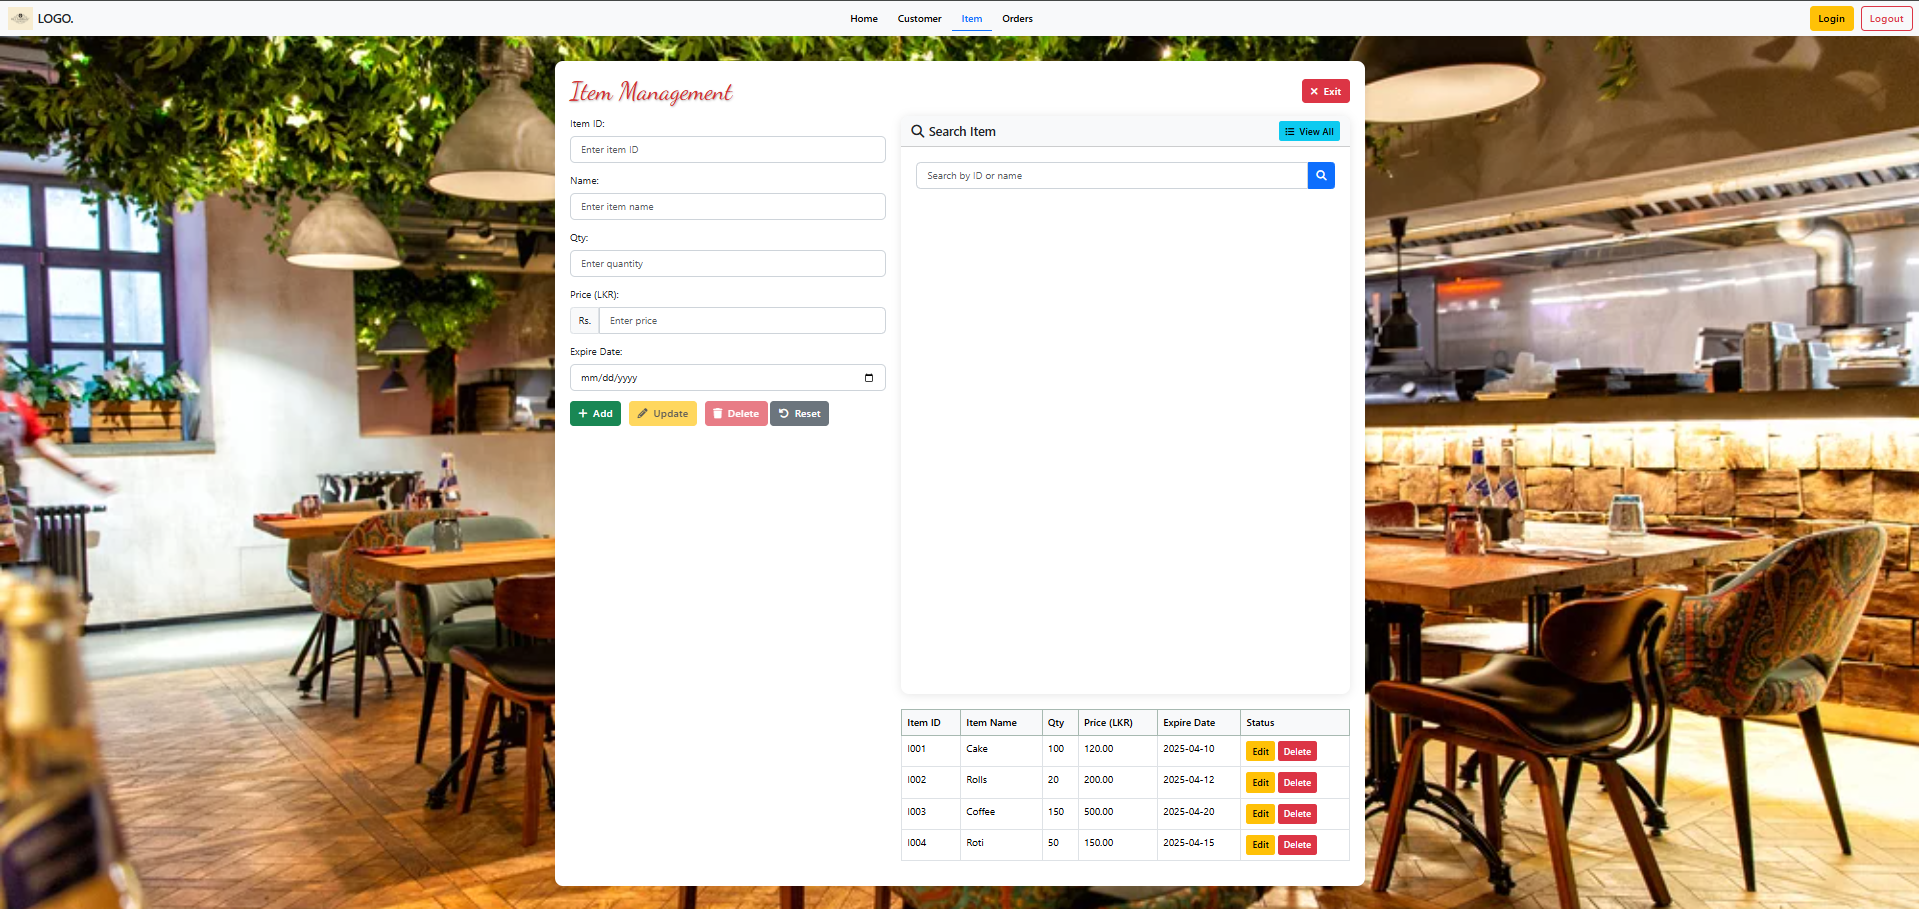 LOGO.
Home Customer Item Orders
Login Logout
Item Management
Exit
Item ID:
Enter item ID
Name:
Enter item name
Qty:
Enter quantity
Price (LKR):
Rs. Enter price
Expire Date:
mm/dd/yyyy
Add Update Delete Reset
Search Item
View All
Search by ID or name
Item ID Item Name Qty Price (LKR) Expire Date Status
I001 Cake 100 120.00 2025-04-10 Edit Delete
I002 Rolls 20 200.00 2025-04-12 Edit Delete
I003 Coffee 150 500.00 2025-04-20 Edit Delete
I004 Roti 50 150.00 2025-04-15 Edit Delete